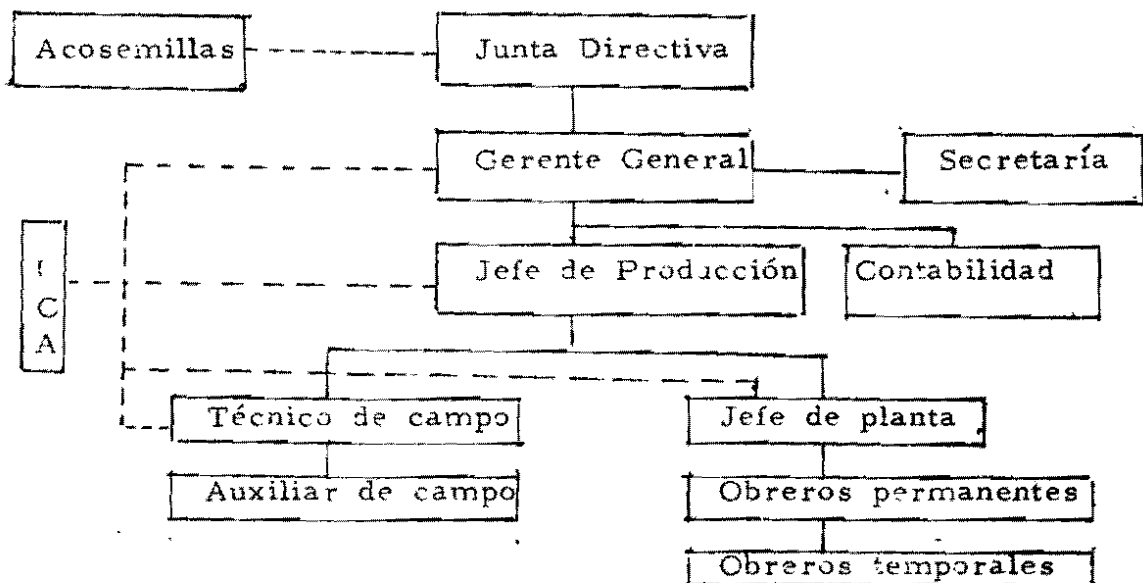 Acosemillas
Junta Directiva
Gerente General
Secretaría
Jefe de Producción
Contabilidad
I
C
A
Técnico de campo
Jefe de planta
Auxiliar de campo
Obreros permanentes
Obreros temporales